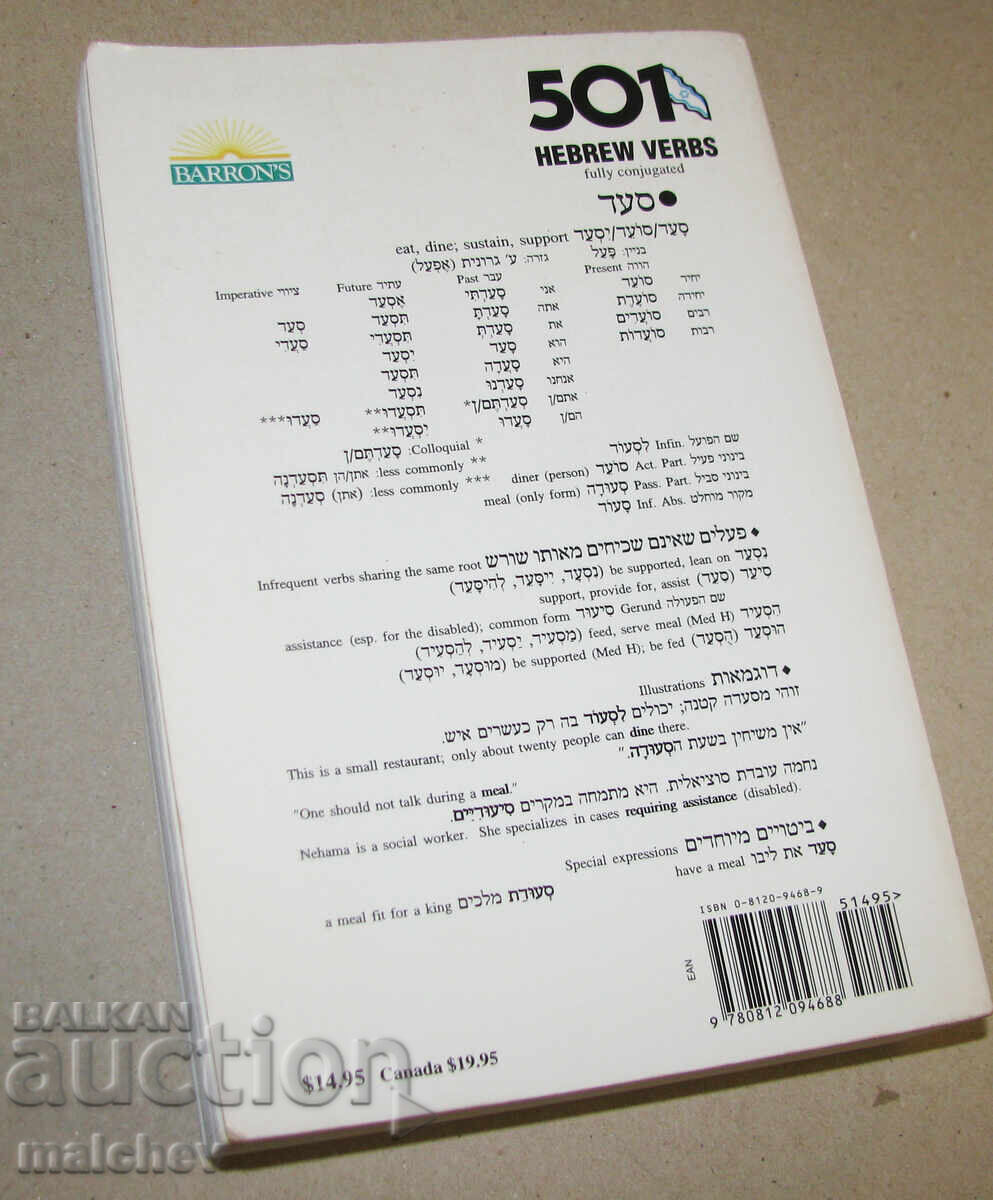 501
HEBREW VERBS
fully conjugated
BARRON'S
● סעד
סָעַד/סוֹעֵד/יִסְעַד eat, dine; sustain, support
בניין: פָּעַל גזרה: ע' גרונית (אֶפְעַל)
הווה Present עבר Past עתיד Future ציווי Imperative
יחיד סוֹעֵד אני סָעַדְתִּי אֶסְעַד
יחידה סוֹעֶדֶת אתה סָעַדְתָּ תִּסְעַד סְעַד
רבים סוֹעֲדִים את סָעַדְתְּ תִּסְעֲדִי סַעֲדִי
רבות סוֹעֲדוֹת הוא סָעַד יִסְעַד
היא סָעֲדָה תִּסְעַד
אנחנו סָעַדְנוּ נִסְעַד
אתם/ן סְעַדְתֶּם/ן* תִּסְעֲדוּ** סַעֲדוּ***
הם/ן סָעֲדוּ יִסְעֲדוּ**
שם הפועל Infin. לִסְעוֹד * Colloquial: סָעַדְתֶּם/ן
בינוני פעיל Act. Part. סוֹעֵד diner (person) ** less commonly: אתן/הן תִּסְעַדְנָה
בינוני סביל Pass. Part. סְעוּדָה meal (only form) *** less commonly: (אתן) סְעַדְנָה
מקור מוחלט Inf. Abs. סָעוֹד
♦ פעלים שאינם שכיחים מאותו שורש Infrequent verbs sharing the same root
נִסְעַד be supported, lean on (נִסְעָד, יִיסָּעֵד, לְהִיסָּעֵד)
סִיעֵד (סִעֵד) support, provide for, assist
שם הפעולה Gerund סִיעוּד assistance (esp. for the disabled); common form
הִסְעִיד feed, serve meal (Med H) (מַסְעִיד, יַסְעִיד, לְהַסְעִיד)
הוּסְעַד (הֻסְעַד) be supported (Med H); be fed (מוּסְעָד, יוּסְעַד)
♦ דוגמאות Illustrations
זוהי מסעדה קטנה; יכולים לִסְעוֹד בה רק כעשרים איש.
This is a small restaurant; only about twenty people can dine there.
"אין משיחין בשעת הסְעוּדָה."
"One should not talk during a meal."
נחמה עובדת סוציאלית. היא מתמחה במקרים סִיעוּדִיִּים.
Nehama is a social worker. She specializes in cases requiring assistance (disabled).
♦ ביטויים מיוחדים Special expressions
סָעַד את ליבו have a meal
סְעוּדַת מלכים a meal fit for a king
ISBN 0-8120-9468-9
51495>
EAN
9 780812 094688
$14.95 Canada $19.95
BALKAN
auction
malchev